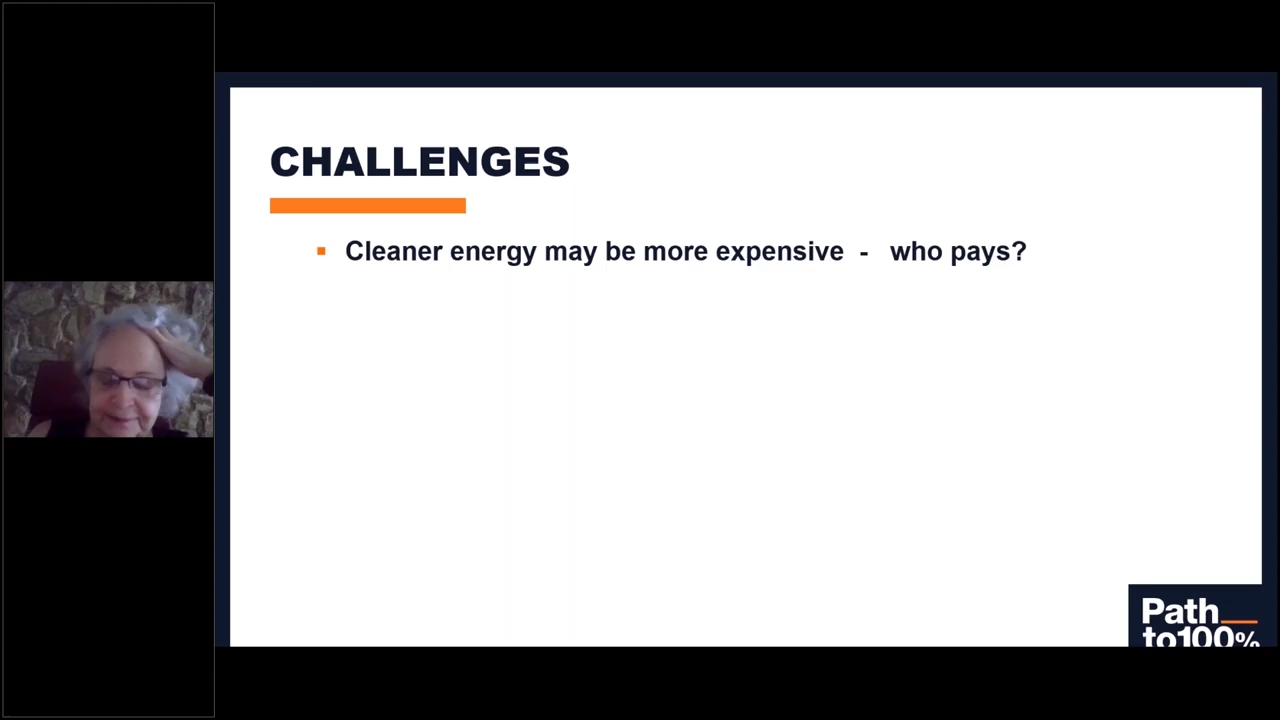 CHALLENGES
▪ Cleaner energy may be more expensive - who pays?
Path
to100%